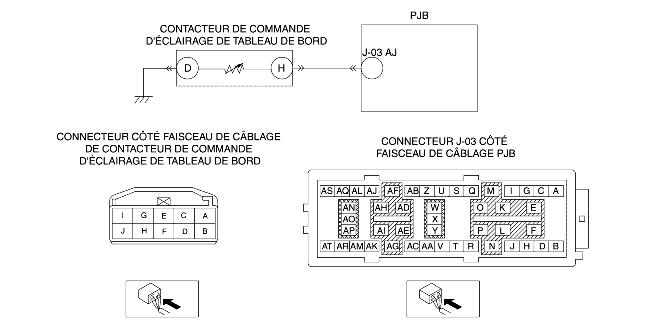 PJB
CONTACTEUR DE COMMANDE
D'ÉCLAIRAGE DE TABLEAU DE BORD
J-03 AJ
D H
CONNECTEUR CÔTÉ FAISCEAU DE CÂBLAGE
DE CONTACTEUR DE COMMANDE
D'ÉCLAIRAGE DE TABLEAU DE BORD
I G E C A
J H F D B
CONNECTEUR J-03 CÔTÉ
FAISCEAU DE CÂBLAGE PJB
AS AQ AL AJ AF AB Z U S Q M I G C A
AN AH AD W O K E
AO X
AP AI AE Y P L F
AT AR AM AK AG AC AA V T R N J H D B